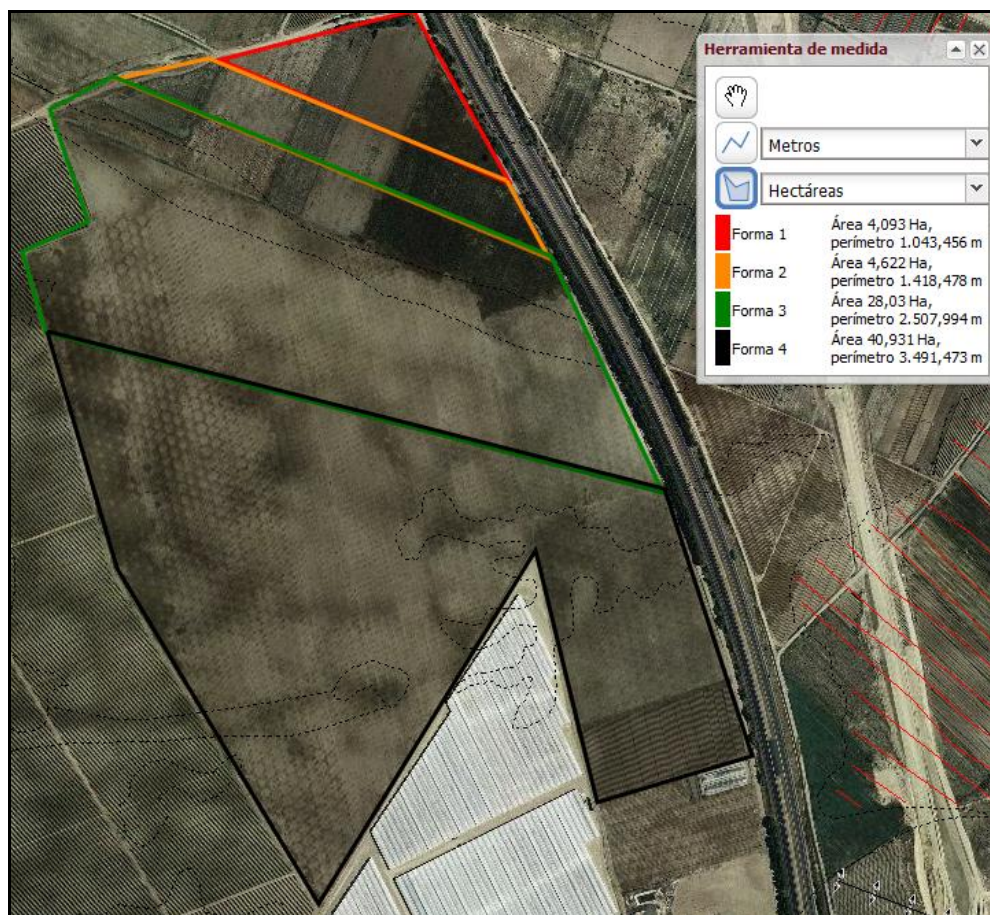 Herramienta de medida
Metros
Hectáreas
Forma 1
Área 4,093 Ha,
perímetro 1.043,456 m
Forma 2
Área 4,622 Ha,
perímetro 1.418,478 m
Forma 3
Área 28,03 Ha,
perímetro 2.507,994 m
Forma 4
Área 40,931 Ha,
perímetro 3.491,473 m